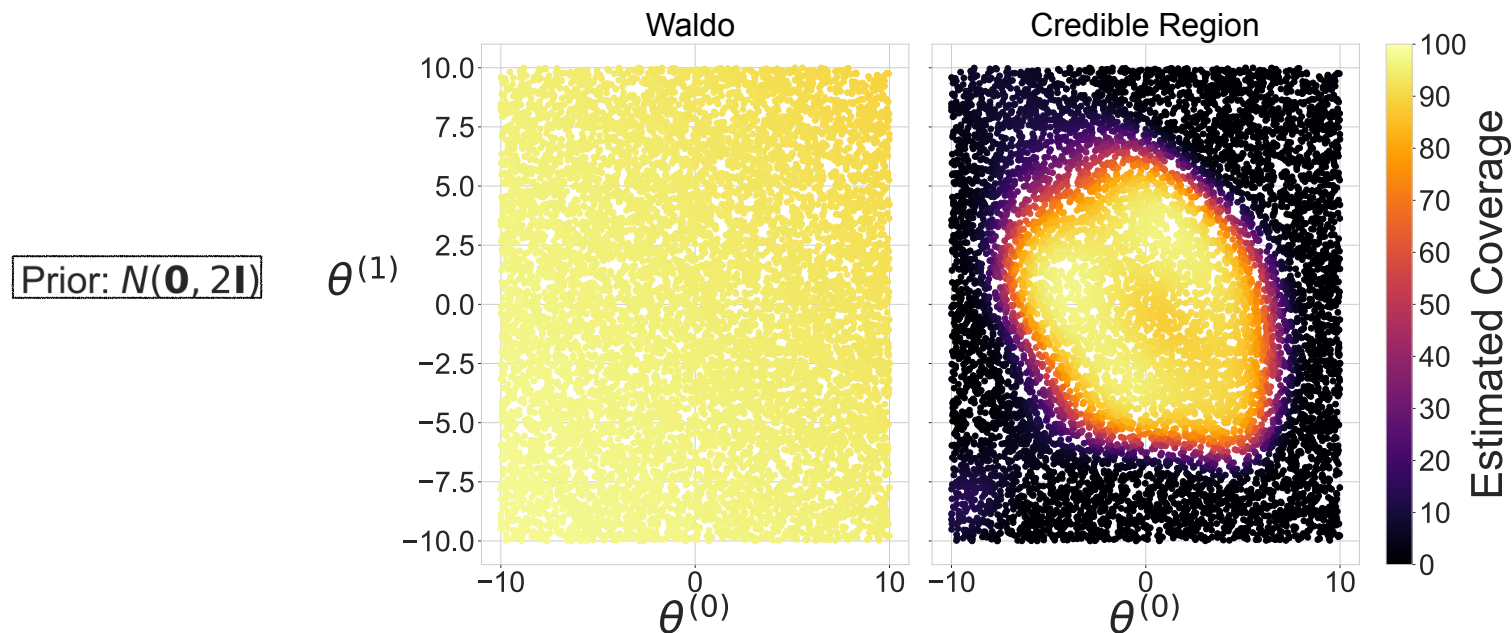 Waldo
Credible Region
Prior: N(0, 2I)
θ⁽¹⁾
10.0
7.5
5.0
2.5
0.0
−2.5
−5.0
−7.5
−10.0
−10 0 10
θ⁽⁰⁾
−10 0 10
θ⁽⁰⁾
100
90
80
70
60
50
40
30
20
10
0
Estimated Coverage